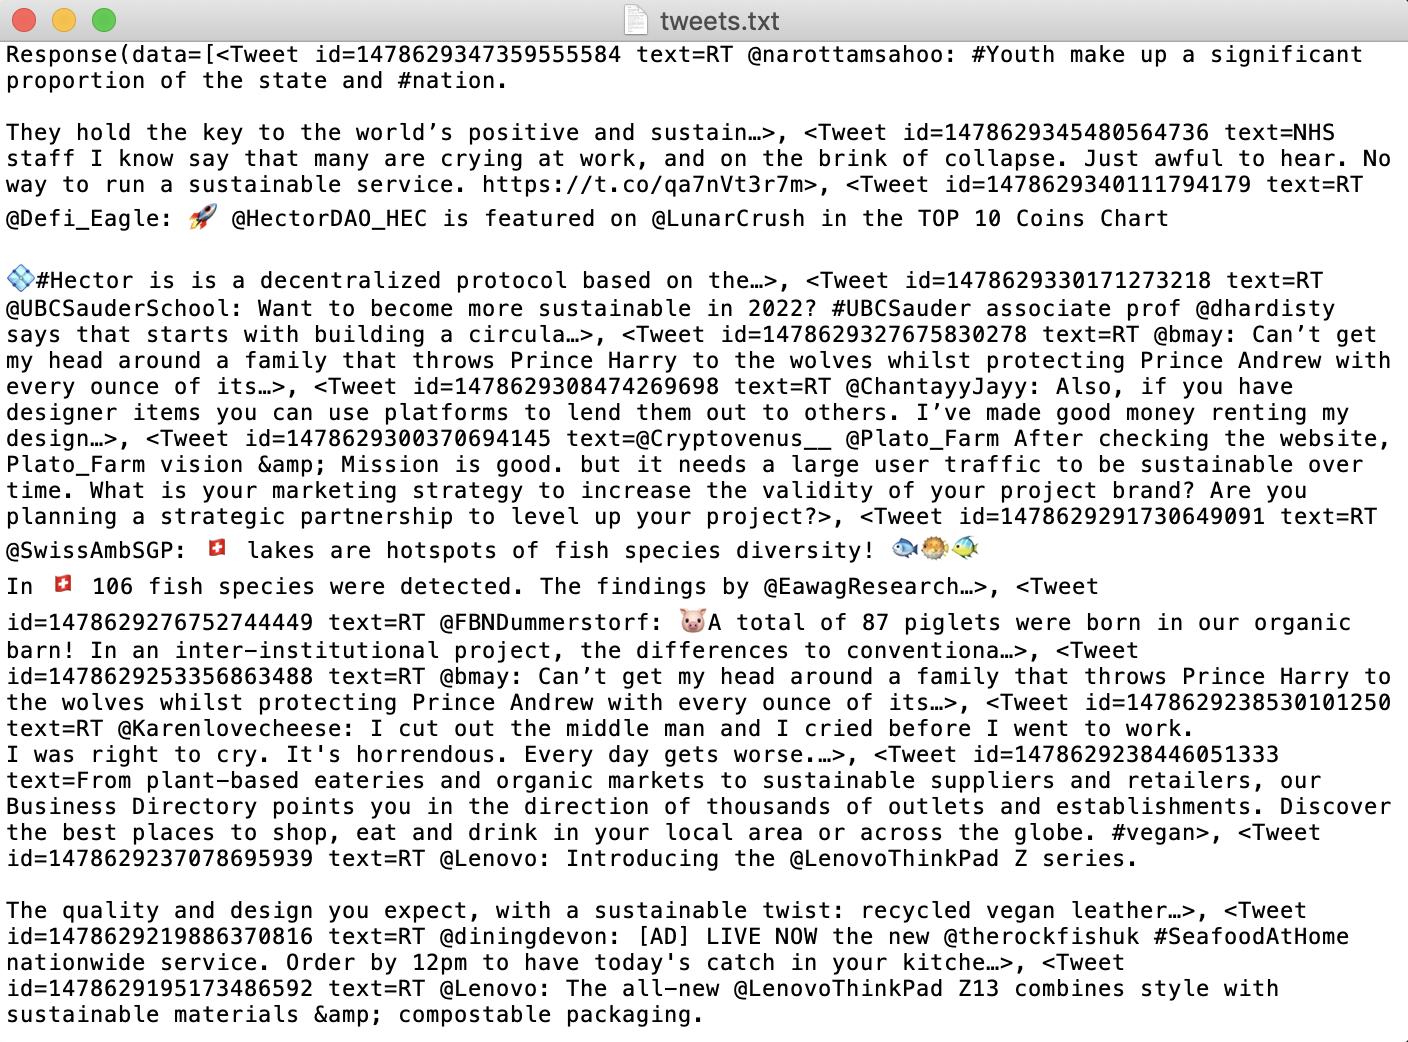 tweets.txt
Response(data=[<Tweet id=1478629347359555584 text=RT @narottamsahoo: #Youth make up a significant
proportion of the state and #nation.
They hold the key to the world’s positive and sustain…>, <Tweet id=1478629345480564736 text=NHS
staff I know say that many are crying at work, and on the brink of collapse. Just awful to hear. No
way to run a sustainable service. https://t.co/qa7nVt3r7m>, <Tweet id=1478629340111794179 text=RT
@Defi_Eagle: 🚀 @HectorDAO_HEC is featured on @LunarCrush in the TOP 10 Coins Chart
💠#Hector is is a decentralized protocol based on the…>, <Tweet id=1478629330171273218 text=RT
@UBCSauderSchool: Want to become more sustainable in 2022? #UBCSauder associate prof @dhardisty
says that starts with building a circula…>, <Tweet id=1478629327675830278 text=RT @bmay: Can’t get
my head around a family that throws Prince Harry to the wolves whilst protecting Prince Andrew with
every ounce of its…>, <Tweet id=1478629308474269698 text=RT @ChantayyJayy: Also, if you have
designer items you can use platforms to lend them out to others. I’ve made good money renting my
design…>, <Tweet id=1478629300370694145 text=@Cryptovenus__ @Plato_Farm After checking the website,
Plato_Farm vision &amp; Mission is good. but it needs a large user traffic to be sustainable over
time. What is your marketing strategy to increase the validity of your project brand? Are you
planning a strategic partnership to level up your project?>, <Tweet id=1478629291730649091 text=RT
@SwissAmbSGP: 🇨🇭 lakes are hotspots of fish species diversity! 🐟🐡🐠
In 🇨🇭 106 fish species were detected. The findings by @EawagResearch…>, <Tweet
id=1478629276752744449 text=RT @FBNDummerstorf: 🐷A total of 87 piglets were born in our organic
barn! In an inter-institutional project, the differences to conventiona…>, <Tweet
id=1478629253356863488 text=RT @bmay: Can’t get my head around a family that throws Prince Harry to
the wolves whilst protecting Prince Andrew with every ounce of its…>, <Tweet id=1478629238530101250
text=RT @Karenlovecheese: I cut out the middle man and I cried before I went to work.
I was right to cry. It's horrendous. Every day gets worse.…>, <Tweet id=1478629238446051333
text=From plant-based eateries and organic markets to sustainable suppliers and retailers, our
Business Directory points you in the direction of thousands of outlets and establishments. Discover
the best places to shop, eat and drink in your local area or across the globe. #vegan>, <Tweet
id=1478629237078695939 text=RT @Lenovo: Introducing the @LenovoThinkPad Z series.
The quality and design you expect, with a sustainable twist: recycled vegan leather…>, <Tweet
id=1478629219886370816 text=RT @diningdevon: [AD] LIVE NOW the new @therockfishuk #SeafoodAtHome
nationwide service. Order by 12pm to have today's catch in your kitche…>, <Tweet
id=1478629195173486592 text=RT @Lenovo: The all-new @LenovoThinkPad Z13 combines style with
sustainable materials &amp; compostable packaging.